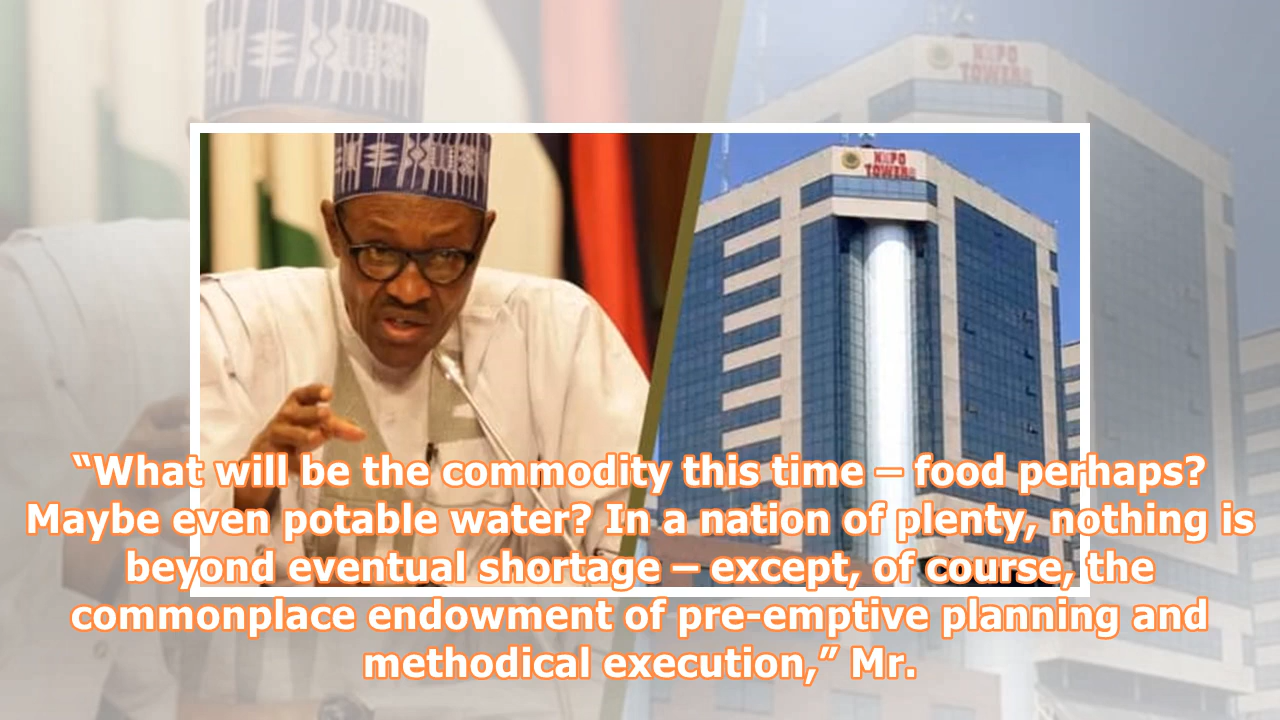 NNPC
TOWERS
“What will be the commodity this time – food perhaps?
Maybe even potable water? In a nation of plenty, nothing is
beyond eventual shortage – except, of course, the
commonplace endowment of pre-emptive planning and
methodical execution,” Mr.